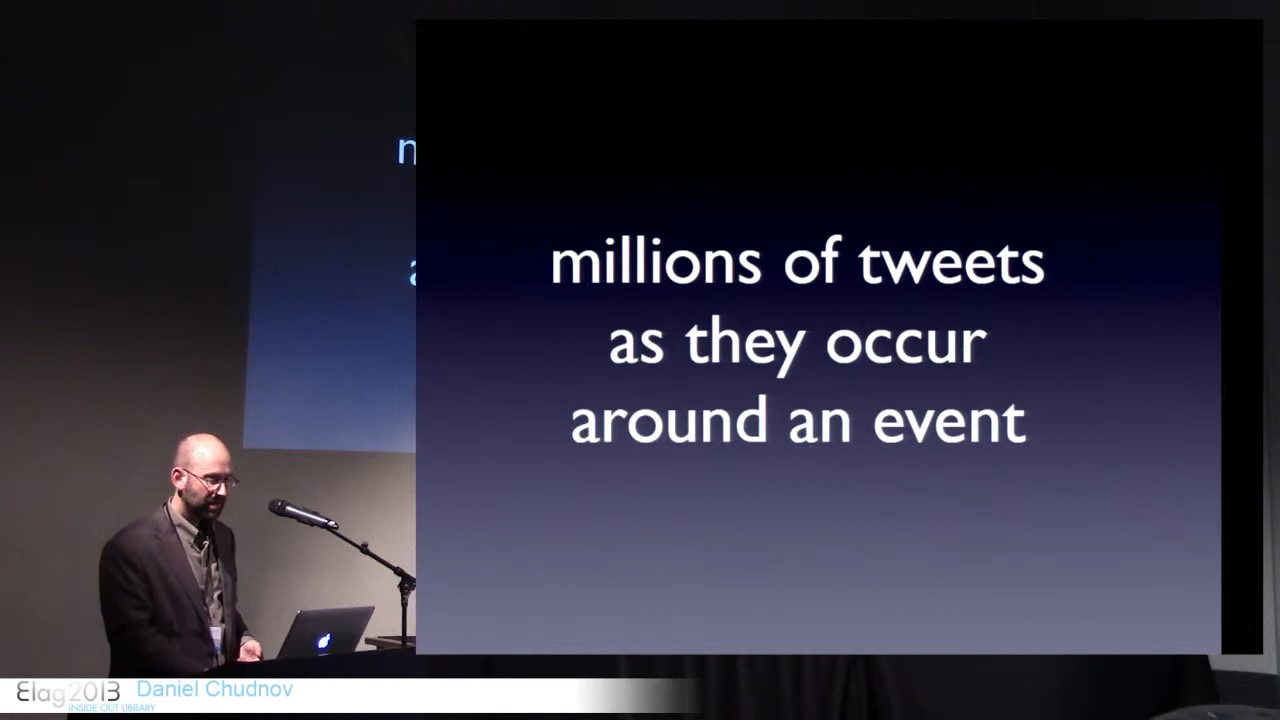 millions of tweets
as they occur
around an event
Elag2013 Daniel Chudnov
INSIDE OUT LIBRARY